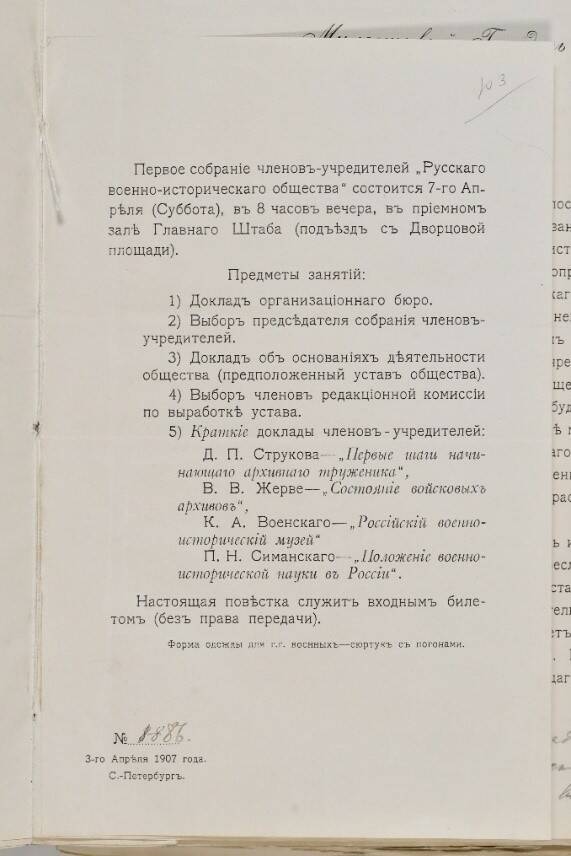 103
Первое собраніе членовъ-учредителей „Русскаго
военно-историческаго общества“ состоится 7-го Ап-
рѣля (Суббота), въ 8 часовъ вечера, въ пріемном
залѣ Главнаго Штаба (подъѣздъ съ Дворцовой
площади).
Предметы занятій:
1) Докладъ организаціоннаго бюро.
2) Выборъ предсѣдателя собранія членовъ-
учредителей.
3) Докладъ объ основаніяхъ дѣятельности
общества (предположенный уставъ общества).
4) Выборъ членовъ редакціонной комиссіи
по выработкѣ устава.
5) Краткіе доклады членовъ-учредителей:
Д. П. Струкова—„Первые шаги начи-
нающаго архивнаго труженика“,
В. В. Жерве—„Состояніе войсковыхъ
архивовъ“,
К. А. Военскаго—„Россійскій военно-
историческій музей“
П. Н. Симанскаго—„Положеніе военно-
исторической науки въ Россіи“.
Настоящая повѣстка служитъ входнымъ биле-
томъ (безъ права передачи).
Форма одежды для г.г. военныхъ—сюртукъ съ погонами.
№
3-го Апрѣля 1907 года.
С.-Петербургъ.